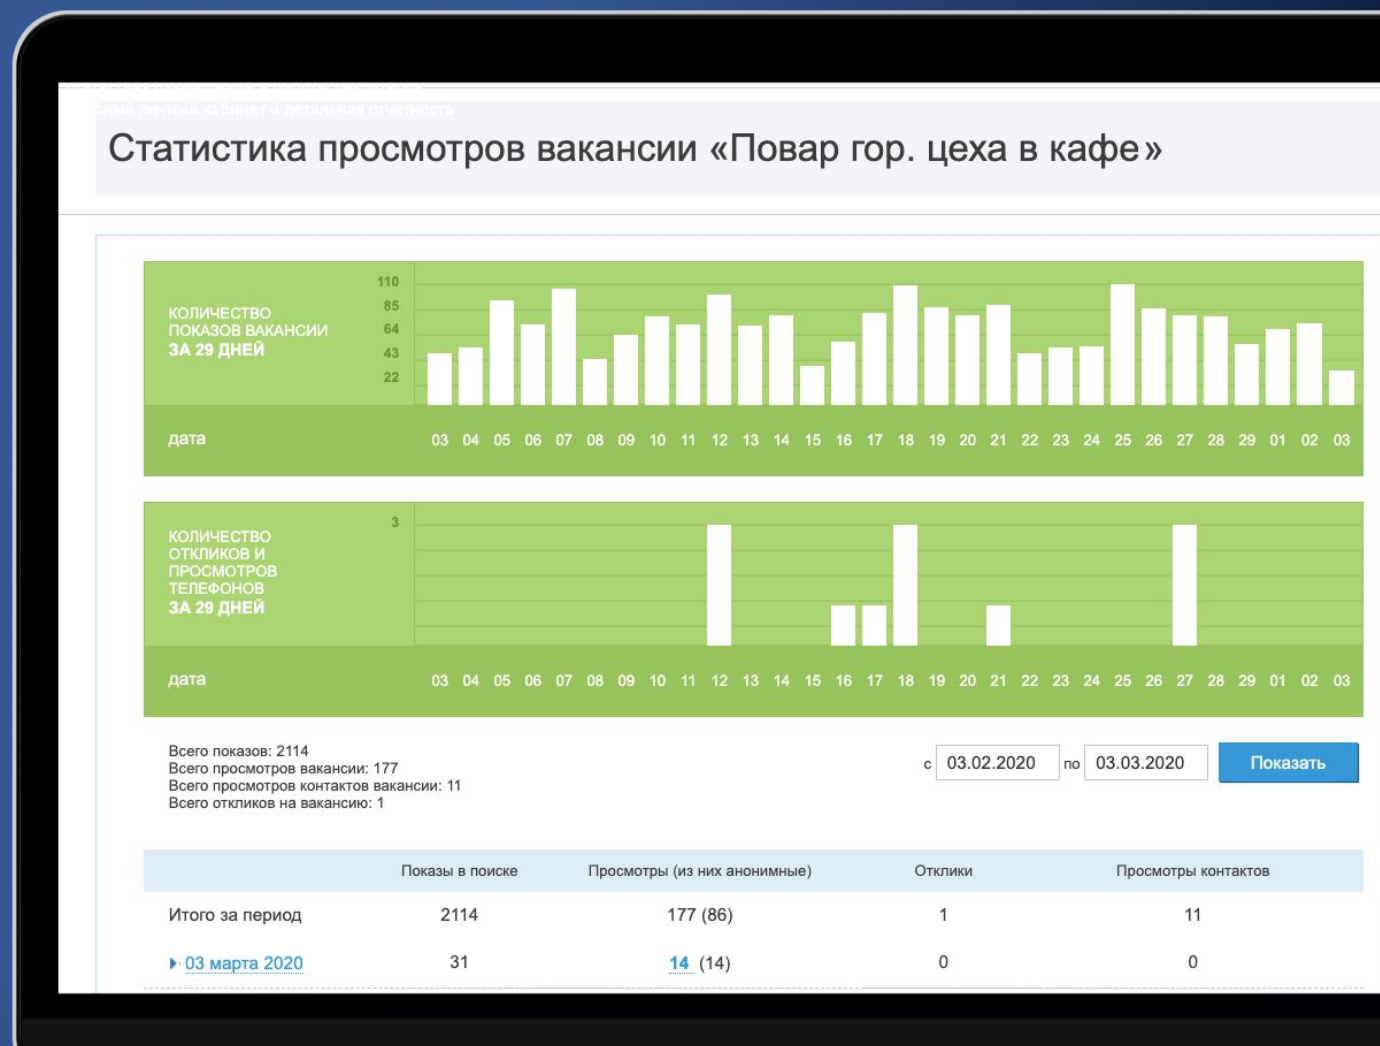 бный личный кабинет и детальная отчетность
Статистика просмотров вакансии «Повар гор. цеха в кафе»
КОЛИЧЕСТВО
ПОКАЗОВ ВАКАНСИИ
ЗА 29 ДНЕЙ
110
85
64
43
22
дата
03 04 05 06 07 08 09 10 11 12 13 14 15 16 17 18 19 20 21 22 23 24 25 26 27 28 29 01 02 03
КОЛИЧЕСТВО
ОТКЛИКОВ И
ПРОСМОТРОВ
ТЕЛЕФОНОВ
ЗА 29 ДНЕЙ
3
дата
03 04 05 06 07 08 09 10 11 12 13 14 15 16 17 18 19 20 21 22 23 24 25 26 27 28 29 01 02 03
Всего показов: 2114
Всего просмотров вакансии: 177
Всего просмотров контактов вакансии: 11
Всего откликов на вакансию: 1
с 03.02.2020 по 03.03.2020 Показать
Показы в поиске Просмотры (из них анонимные) Отклики Просмотры контактов
Итого за период 2114 177 (86) 1 11
03 марта 2020 31 14 (14) 0 0